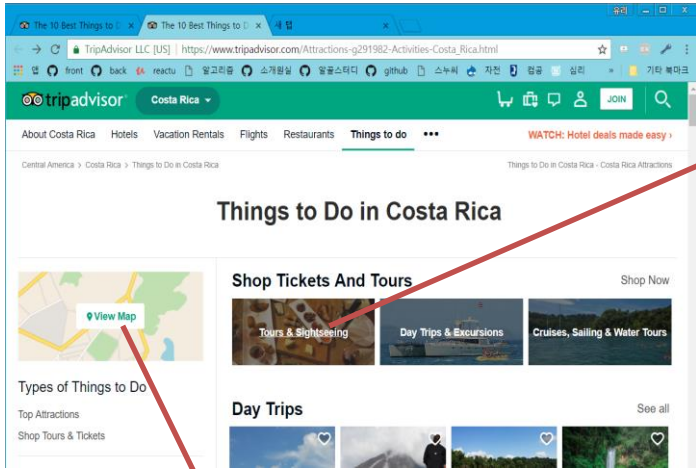 The 10 Best Things to D
The 10 Best Things to D
새 탭
유리
TripAdvisor LLC [US] | https://www.tripadvisor.com/Attractions-g291982-Activities-Costa_Rica.html
앱 front back reactu 알고리즘 소개원실 알꼴스터디 github 스누씨 자전 컴공 심리 » 기타 북마크
tripadvisor Costa Rica JOIN
About Costa Rica Hotels Vacation Rentals Flights Restaurants Things to do ••• WATCH: Hotel deals made easy ›
Central America > Costa Rica > Things to Do in Costa Rica
Things to Do in Costa Rica - Costa Rica Attractions
Things to Do in Costa Rica
View Map
Shop Tickets And Tours
Shop Now
Tours & Sightseeing
Day Trips & Excursions
Cruises, Sailing & Water Tours
Types of Things to Do
Top Attractions
Shop Tours & Tickets
Day Trips
See all